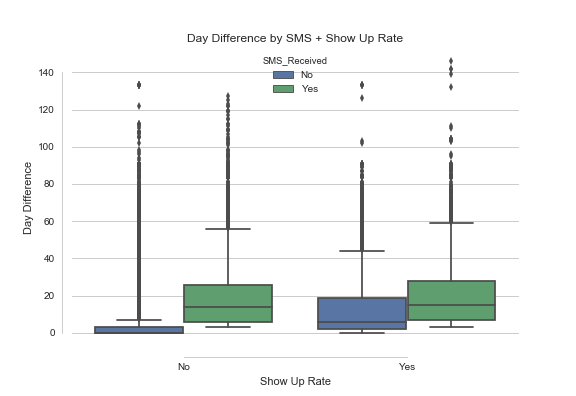 Day Difference by SMS + Show Up Rate
SMS_Received
No
Yes
140
120
100
80
60
40
20
0
Day Difference
No
Yes
Show Up Rate